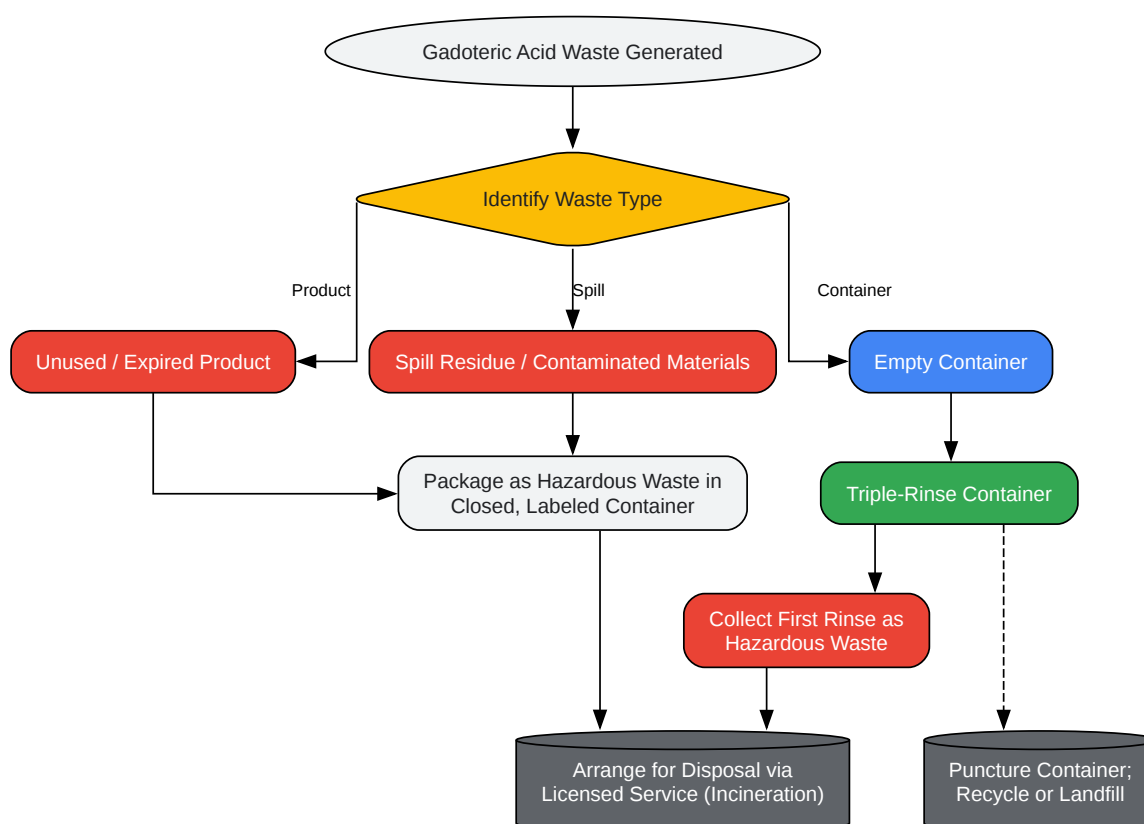 Gadoteric Acid Waste Generated
Identify Waste Type
Product
Spill
Container
Unused / Expired Product
Spill Residue / Contaminated Materials
Empty Container
Package as Hazardous Waste in
Closed, Labeled Container
Triple-Rinse Container
Collect First Rinse as
Hazardous Waste
Arrange for Disposal via
Licensed Service (Incineration)
Puncture Container;
Recycle or Landfill